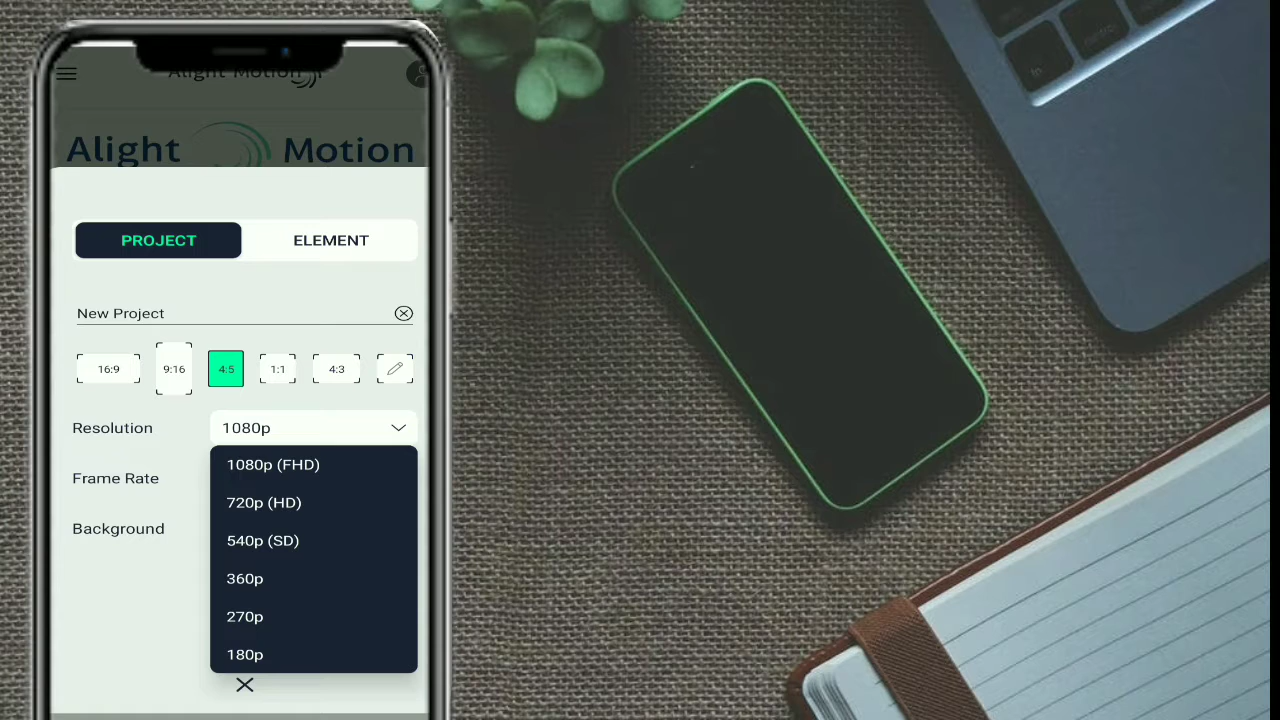 Alight Motion
Alight Motion
PROJECT ELEMENT
New Project
16:9 9:16 4:5 1:1 4:3
Resolution 1080p
1080p (FHD)
Frame Rate
720p (HD)
Background
540p (SD)
360p
270p
180p
fn